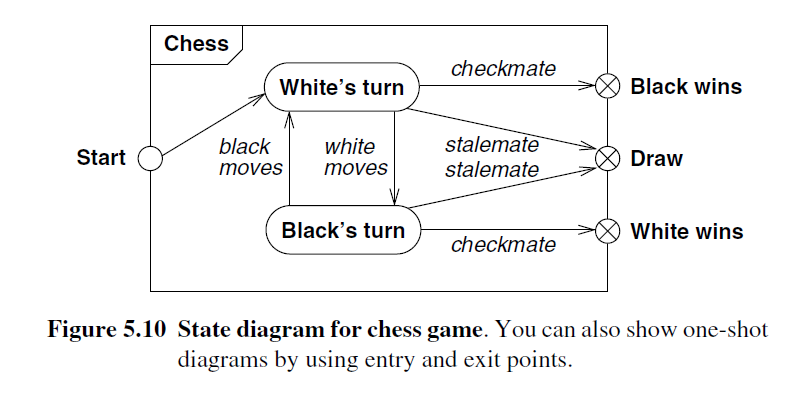 Chess
checkmate
White's turn
Black wins
black
moves
white
moves
stalemate
stalemate
Start
Draw
Black's turn
White wins
checkmate
Figure 5.10 State diagram for chess game. You can also show one-shot
diagrams by using entry and exit points.